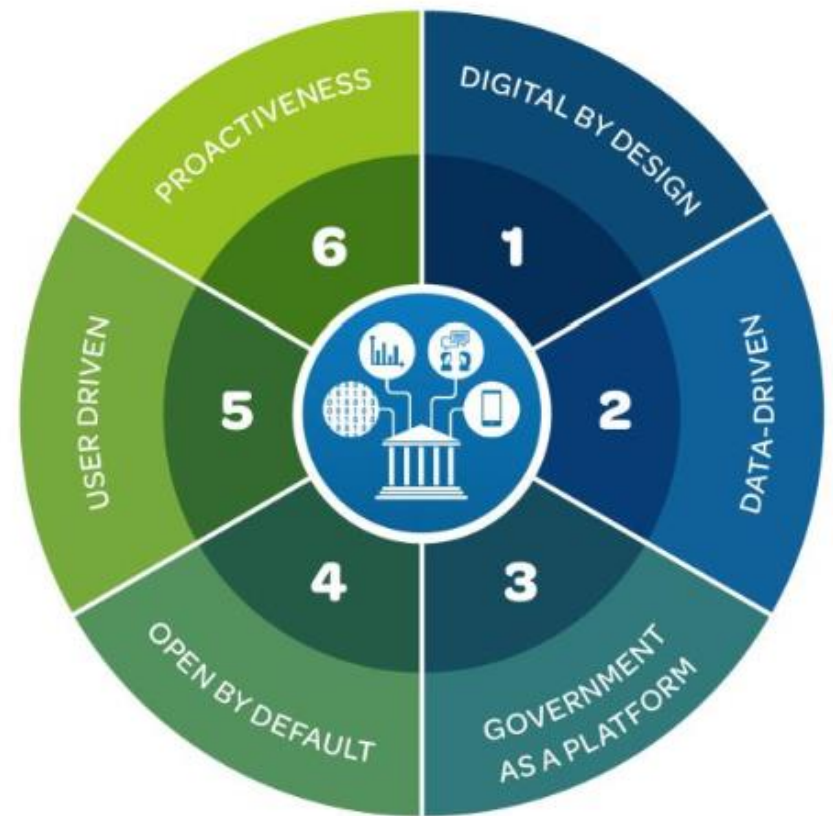 1
DIGITAL BY DESIGN
2
DATA-DRIVEN
3
GOVERNMENT
AS A PLATFORM
4
OPEN BY DEFAULT
5
USER DRIVEN
6
PROACTIVENESS